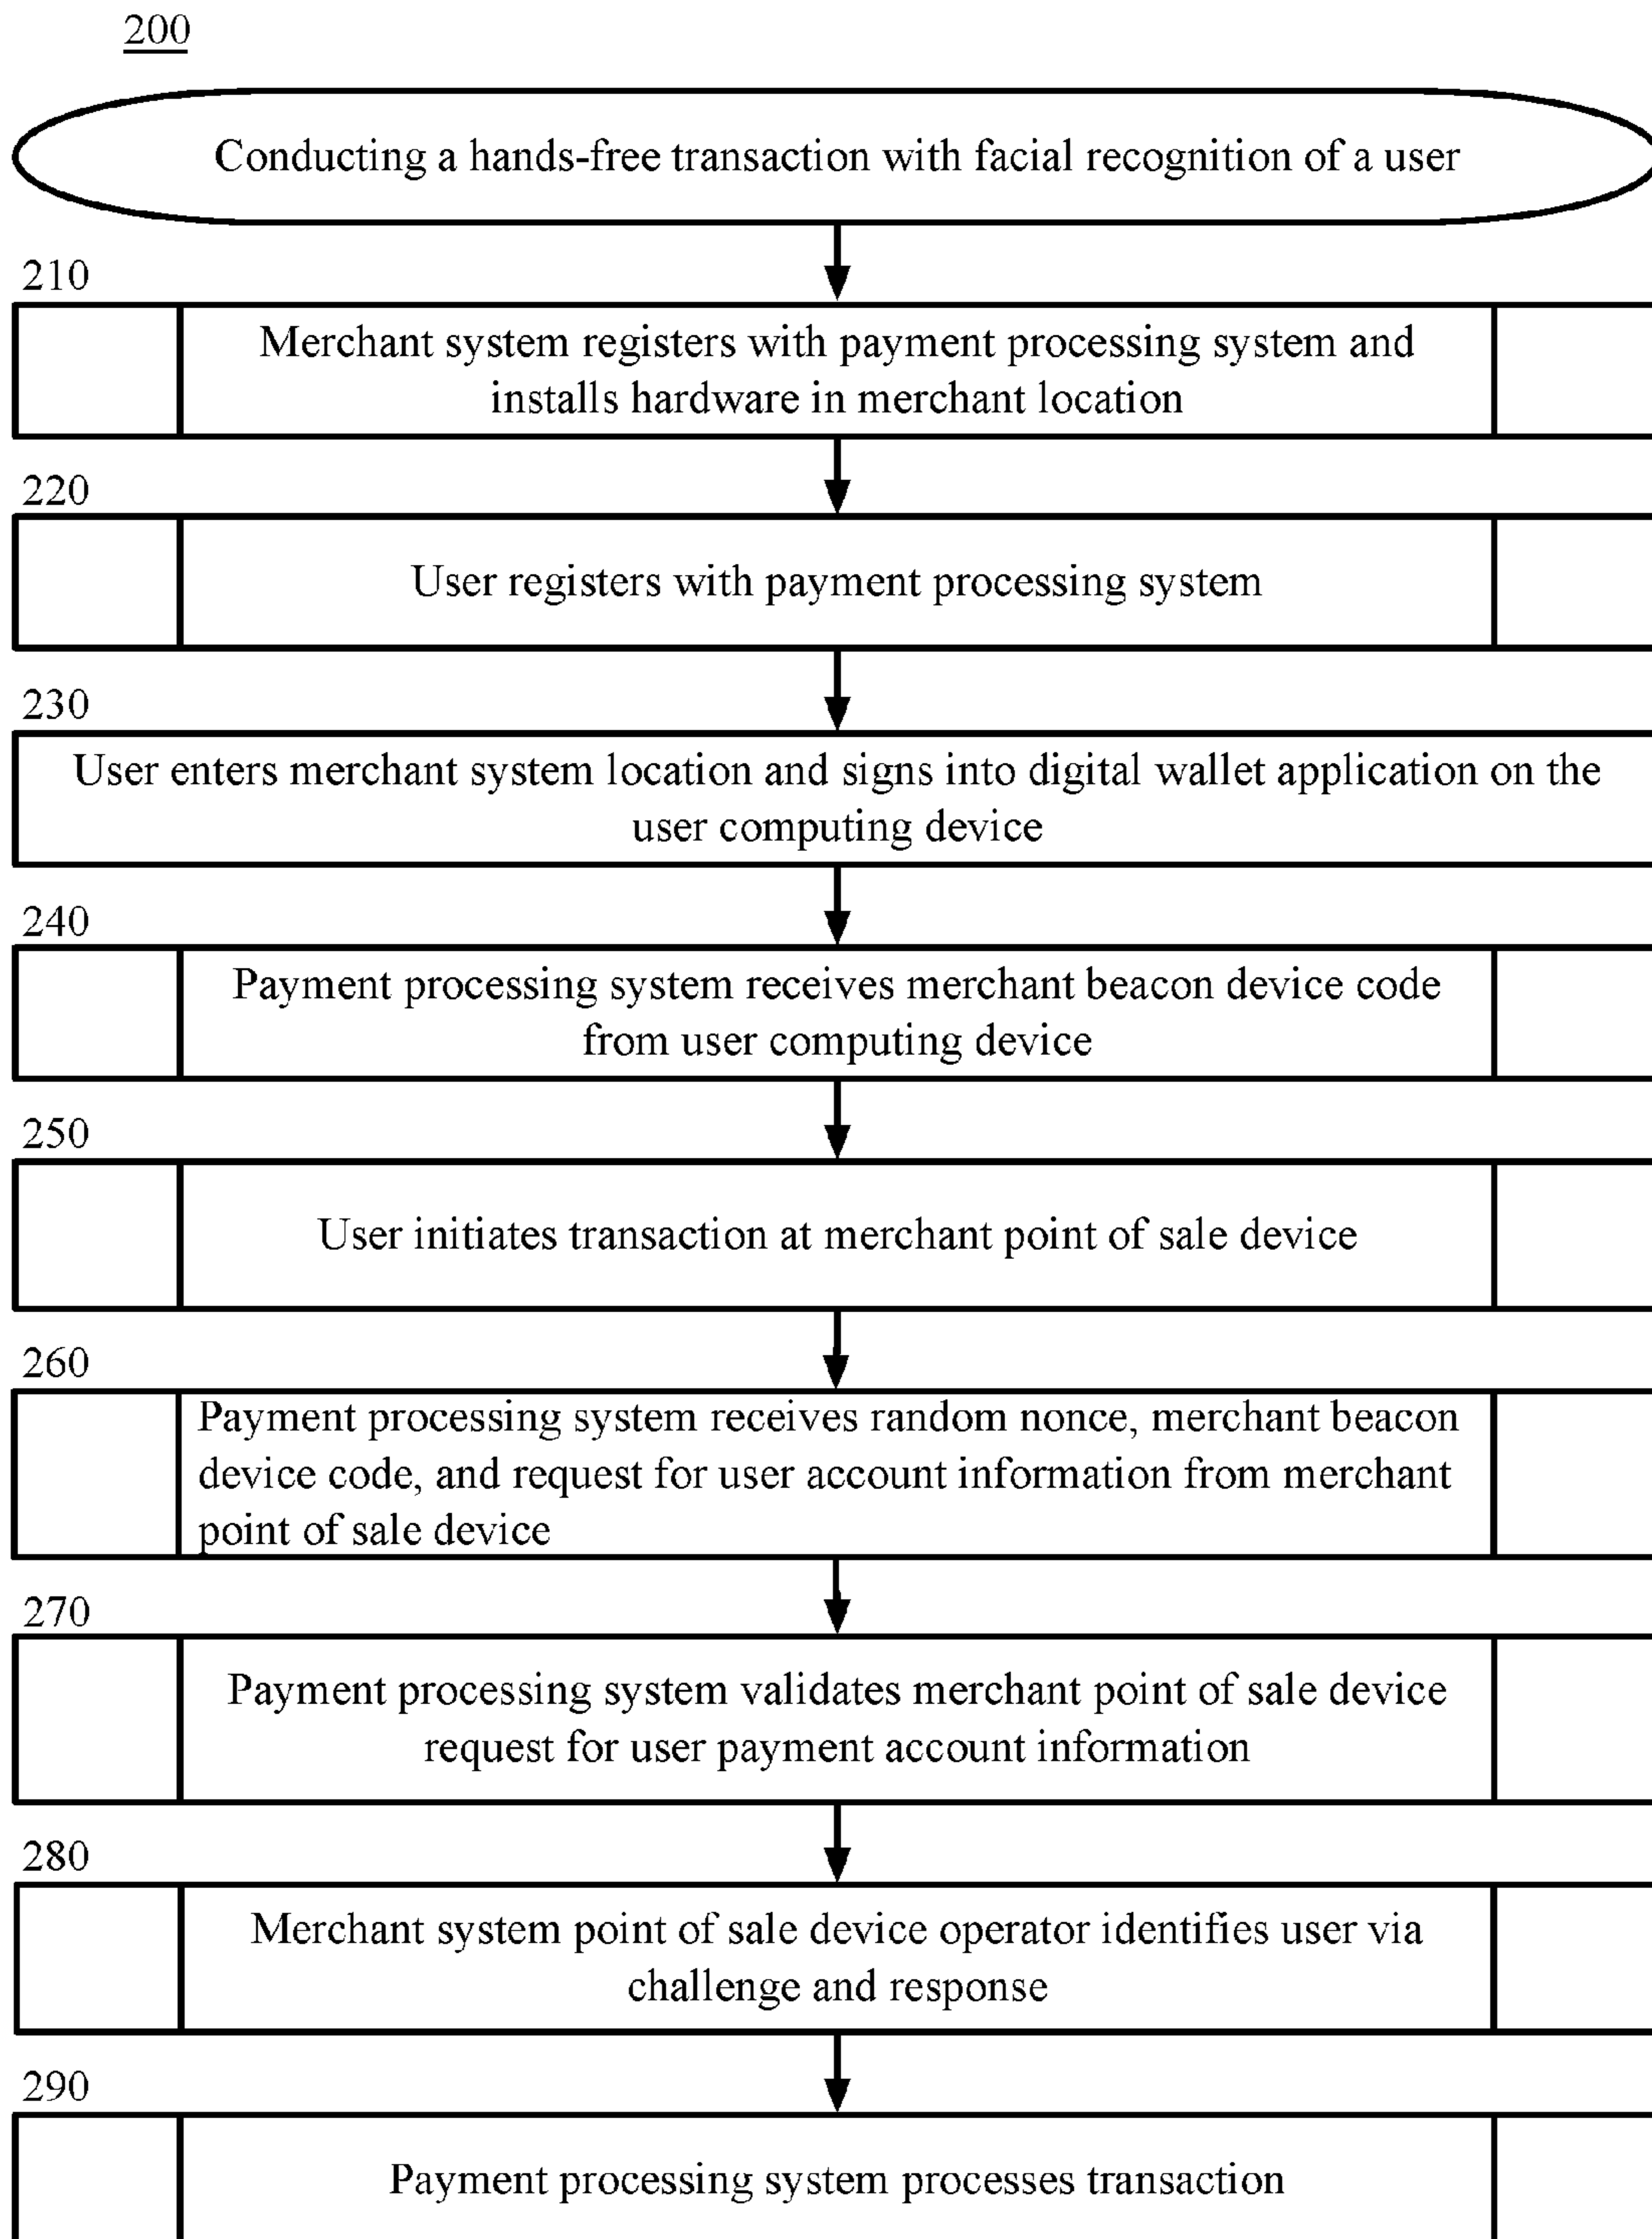 200
Conducting a hands-free transaction with facial recognition of a user
210
Merchant system registers with payment processing system and
installs hardware in merchant location
220
User registers with payment processing system
230
User enters merchant system location and signs into digital wallet application on the
user computing device
240
Payment processing system receives merchant beacon device code
from user computing device
250
User initiates transaction at merchant point of sale device
260
Payment processing system receives random nonce, merchant beacon
device code, and request for user account information from merchant
point of sale device
270
Payment processing system validates merchant point of sale device
request for user payment account information
280
Merchant system point of sale device operator identifies user via
challenge and response
290
Payment processing system processes transaction